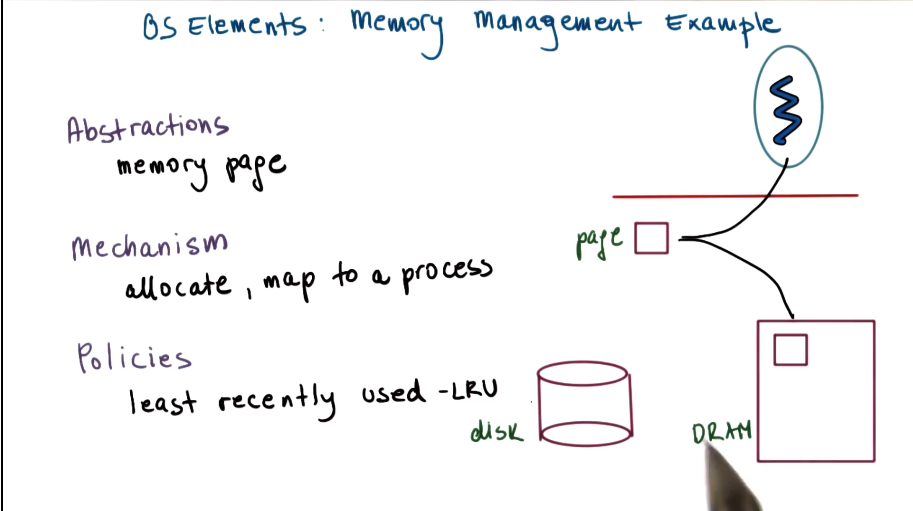 OS Elements: Memory Management Example
Abstractions
memory page
Mechanism
allocate, map to a process
Policies
least recently used -LRU
page
disk
DRAM